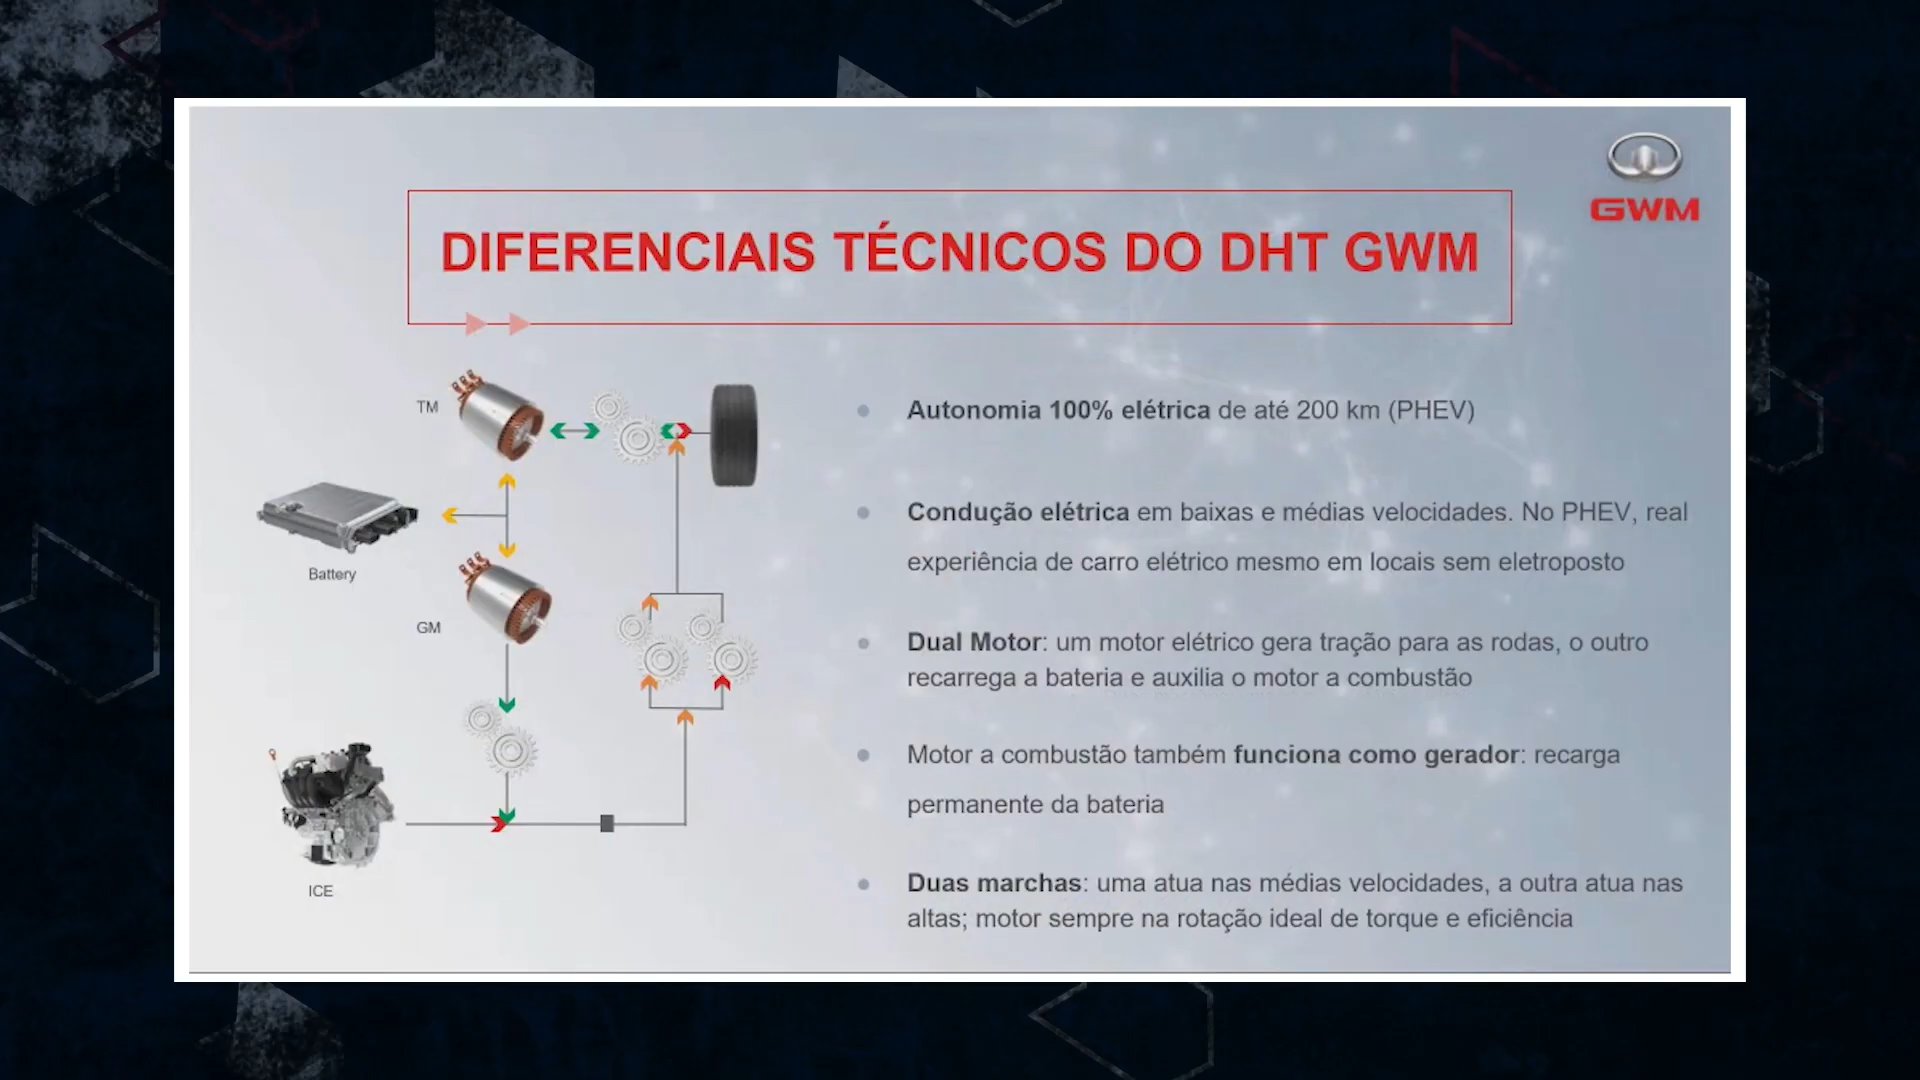 GWM
DIFERENCIAIS TÉCNICOS DO DHT GWM
TM
Battery
GM
ICE
Autonomia 100% elétrica de até 200 km (PHEV)
Condução elétrica em baixas e médias velocidades. No PHEV, real
experiência de carro elétrico mesmo em locais sem eletroposto
Dual Motor: um motor elétrico gera tração para as rodas, o outro
recarrega a bateria e auxilia o motor a combustão
Motor a combustão também funciona como gerador: recarga
permanente da bateria
Duas marchas: uma atua nas médias velocidades, a outra atua nas
altas; motor sempre na rotação ideal de torque e eficiência